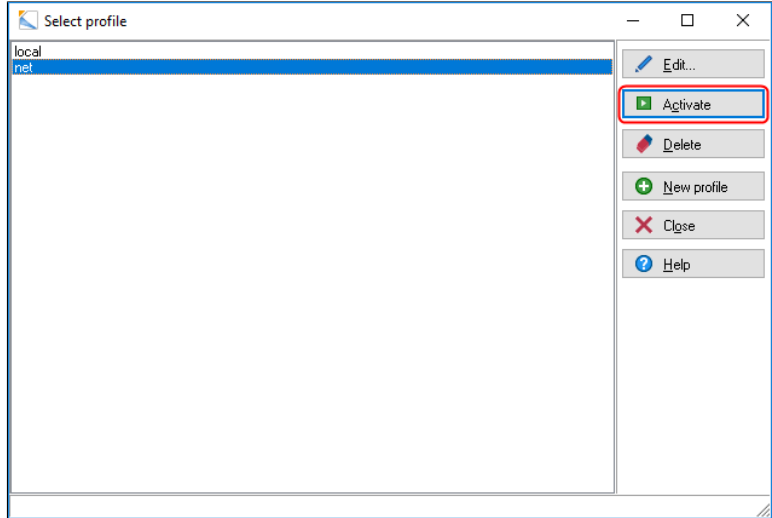 Select profile
local
net
Edit...
Activate
Delete
New profile
Close
Help